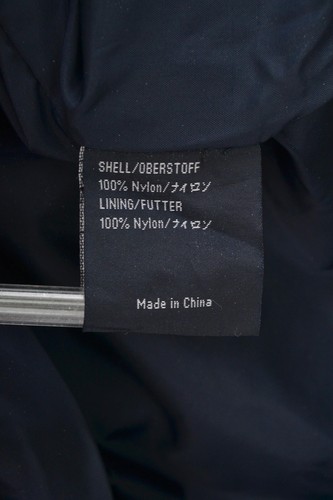 SHELL/OBERSTOFF
100% Nylon/ナイロン
LINING/FUTTER
100% Nylon/ナイロン
Made in China